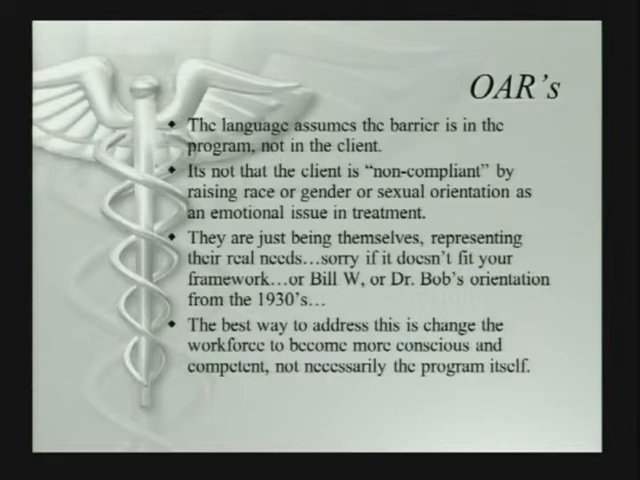 OAR's
The language assumes the barrier is in the
program, not in the client.
Its not that the client is “non-compliant” by
raising race or gender or sexual orientation as
an emotional issue in treatment.
They are just being themselves, representing
their real needs…sorry if it doesn't fit your
framework…or Bill W, or Dr. Bob's orientation
from the 1930's…
The best way to address this is change the
workforce to become more conscious and
competent, not necessarily the program itself.